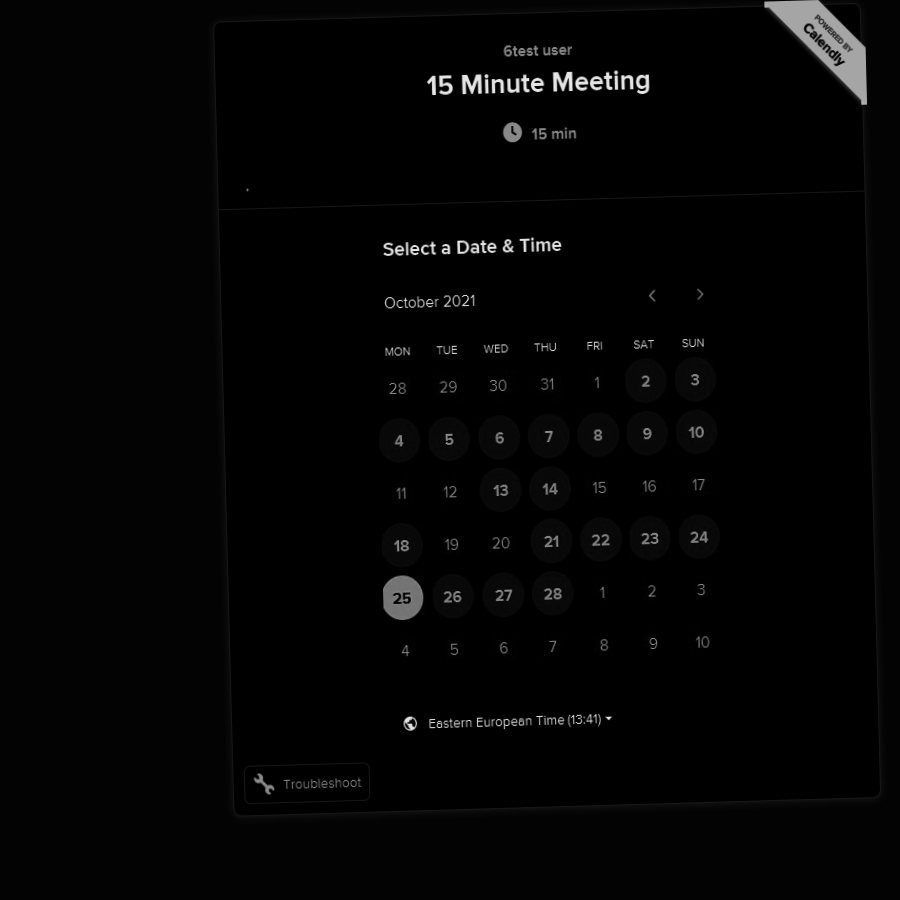 POWERED BY
Calendly
6test user
15 Minute Meeting
15 min
.
Select a Date & Time
October 2021
MON TUE WED THU FRI SAT SUN
28 29 30 31 1 2 3
4 5 6 7 8 9 10
11 12 13 14 15 16 17
18 19 20 21 22 23 24
25 26 27 28 1 2 3
4 5 6 7 8 9 10
Eastern European Time (13:41)
Troubleshoot